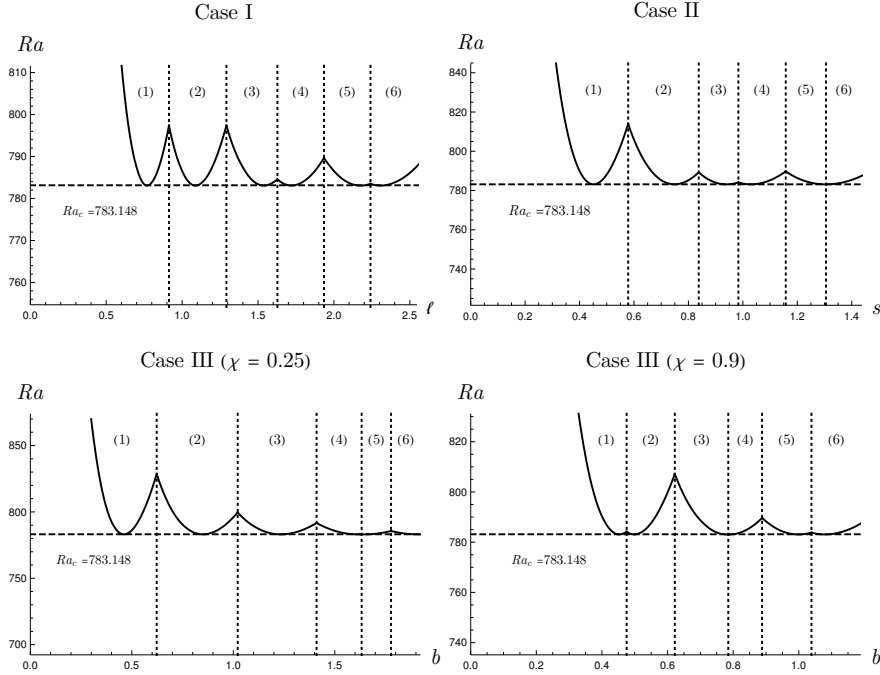 Case I
Ra
(1) (2) (3) (4) (5) (6)
810
800
790
780
770
760
Ra_c =783.148
0.0 0.5 1.0 1.5 2.0 2.5
ℓ
Case II
Ra
(1) (2) (3) (4) (5) (6)
840
820
800
780
760
740
Ra_c =783.148
0.0 0.2 0.4 0.6 0.8 1.0 1.2 1.4
s
Case III (χ = 0.25)
Ra
(1) (2) (3) (4) (5) (6)
850
800
750
700
Ra_c =783.148
0.0 0.5 1.0 1.5
b
Case III (χ = 0.9)
Ra
(1) (2) (3) (4) (5) (6)
820
800
780
760
740
Ra_c =783.148
0.0 0.2 0.4 0.6 0.8 1.0
b